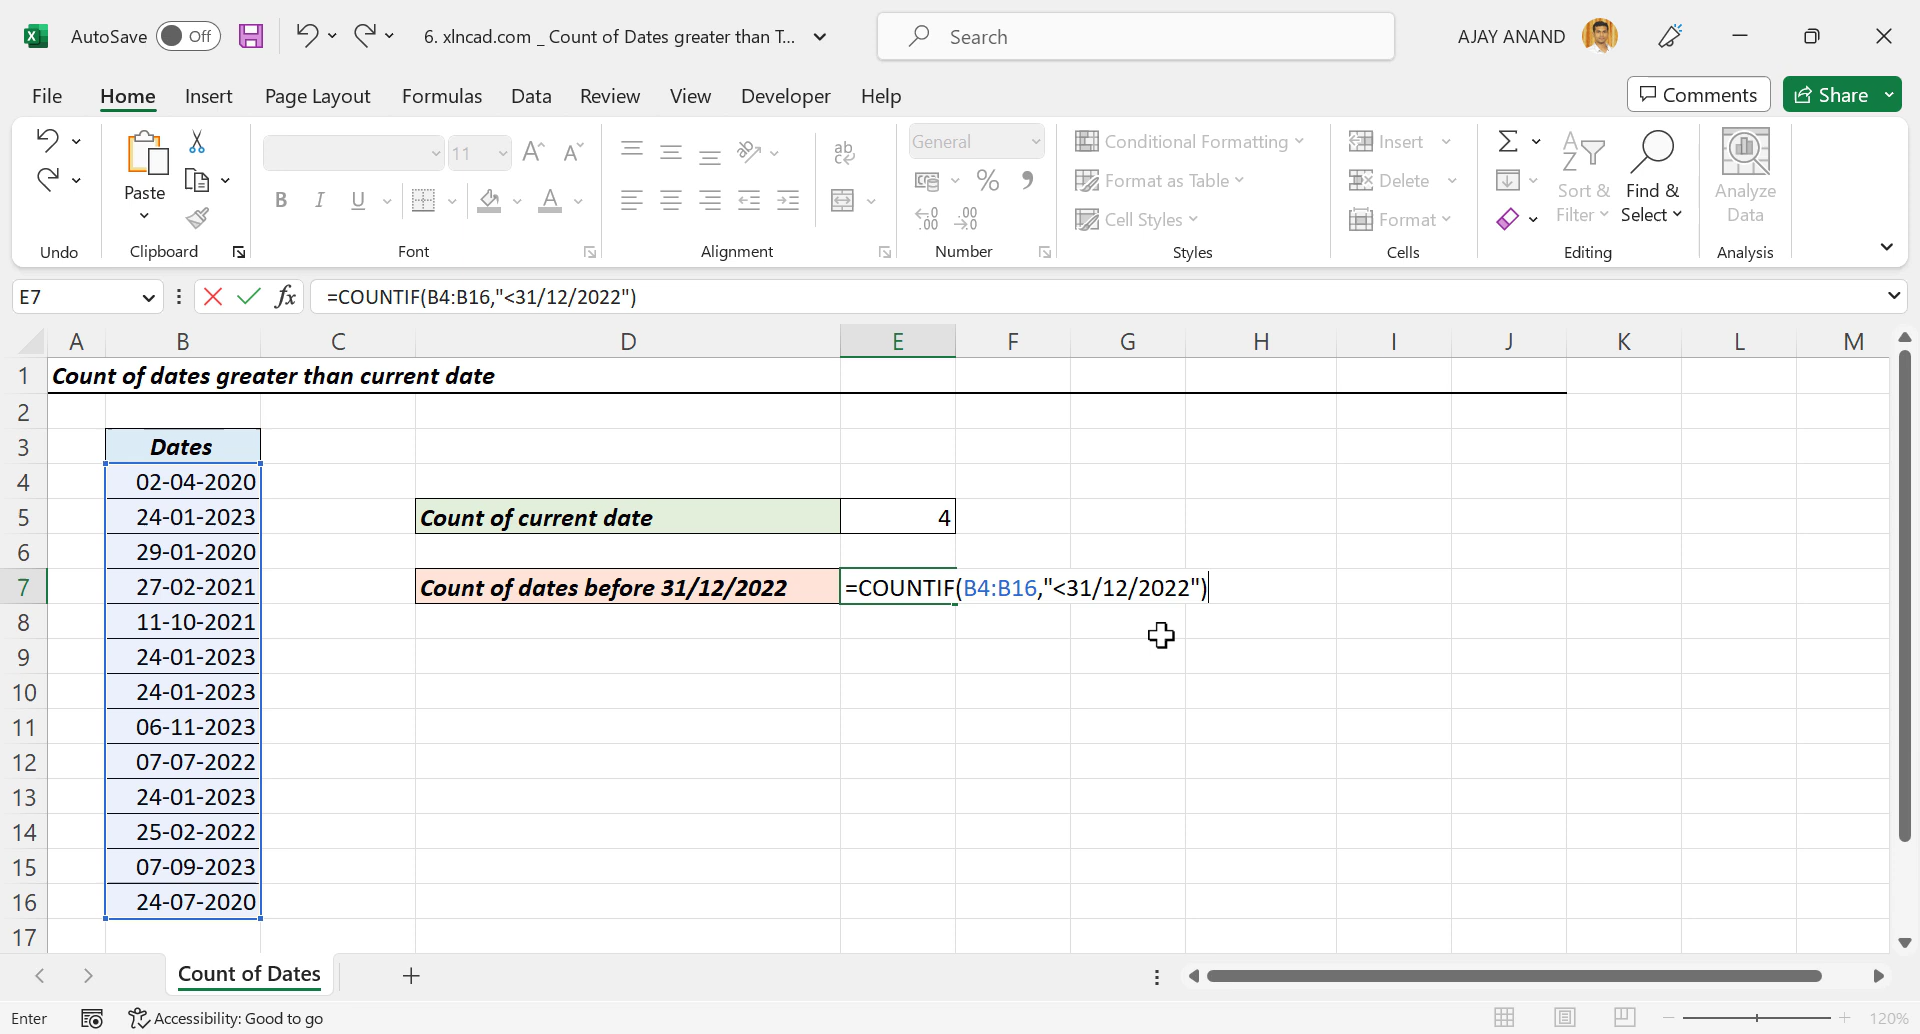 AutoSave Off 6. xlncad.com _ Count of Dates greater than T... Search AJAY ANAND
File Home Insert Page Layout Formulas Data Review View Developer Help Comments Share
Undo
Paste
Clipboard
11
B I U A
Font
ab
Alignment
General
% 9
Number
Conditional Formatting
Format as Table
Cell Styles
Styles
Insert
Delete
Format
Cells
Sort & Filter
Find & Select
Editing
Analyze Data
Analysis
E7 fx =COUNTIF(B4:B16,"<31/12/2022")
A B C D E F G H I J K L M
1 Count of dates greater than current date
2
3 Dates
4 02-04-2020
5 24-01-2023 Count of current date 4
6 29-01-2020
7 27-02-2021 Count of dates before 31/12/2022 =COUNTIF(B4:B16,"<31/12/2022")
8 11-10-2021
9 24-01-2023
10 24-01-2023
11 06-11-2023
12 07-07-2022
13 24-01-2023
14 25-02-2022
15 07-09-2023
16 24-07-2020
17
Count of Dates
Enter Accessibility: Good to go 120%